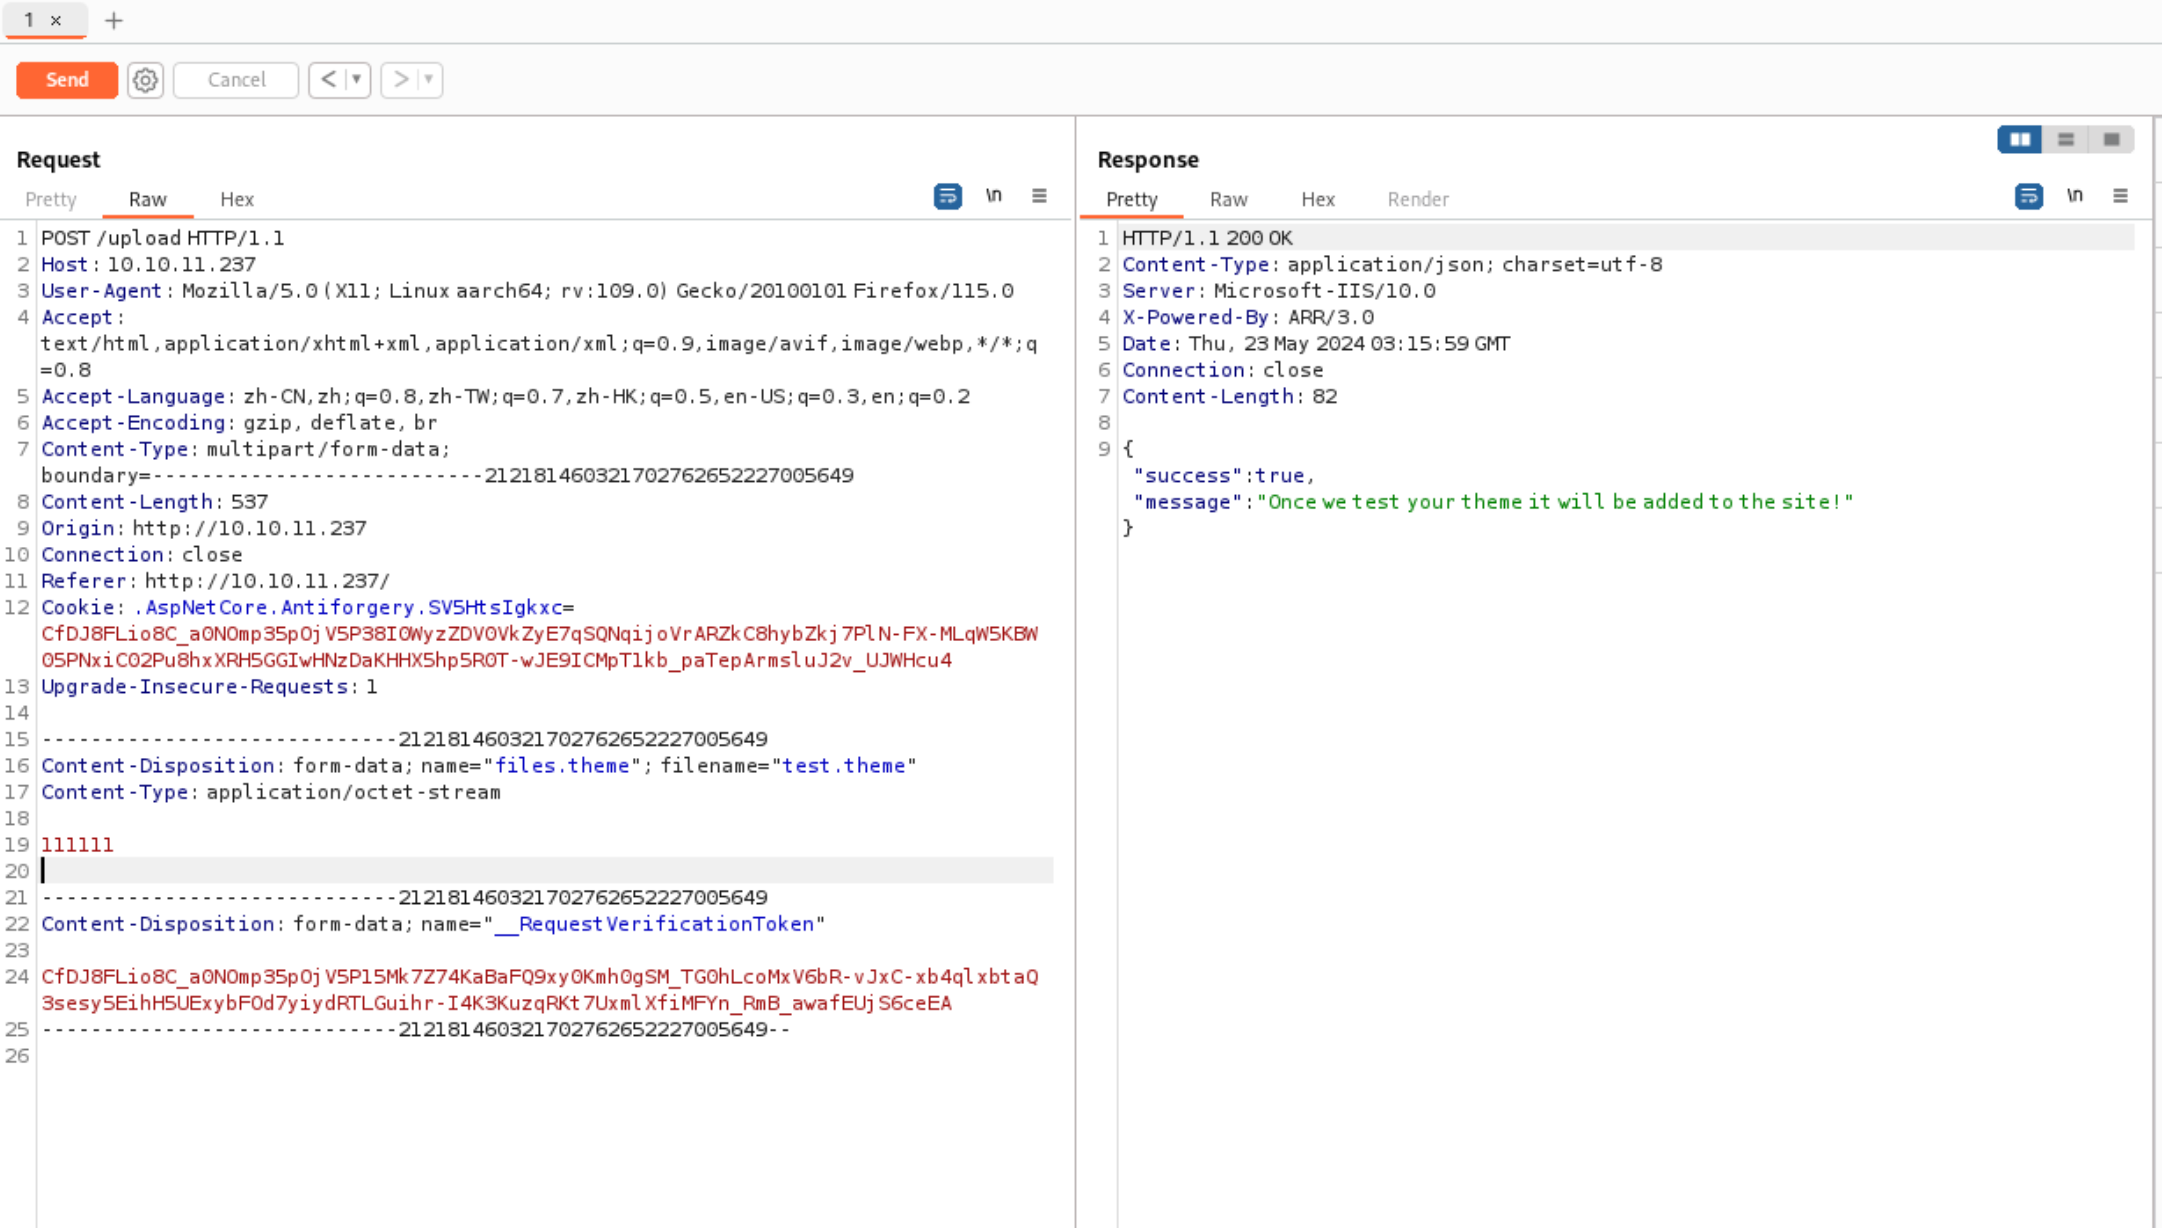 1 ×
+
Send
Cancel
<
>
Request
Pretty Raw Hex
\n
1 POST /upload HTTP/1.1
2 Host: 10.10.11.237
3 User-Agent: Mozilla/5.0 (X11; Linux aarch64; rv:109.0) Gecko/20100101 Firefox/115.0
4 Accept:
text/html,application/xhtml+xml,application/xml;q=0.9,image/avif,image/webp,*/*;q
=0.8
5 Accept-Language: zh-CN,zh;q=0.8,zh-TW;q=0.7,zh-HK;q=0.5,en-US;q=0.3,en;q=0.2
6 Accept-Encoding: gzip, deflate, br
7 Content-Type: multipart/form-data;
boundary=---------------------------212181460321702762652227005649
8 Content-Length: 537
9 Origin: http://10.10.11.237
10 Connection: close
11 Referer: http://10.10.11.237/
12 Cookie: .AspNetCore.Antiforgery.SV5HtsIgkxc=
CfDJ8FLio8C_a0NOmp35pOjV5P38I0WyzZDV0VkZyE7qSQNqijoVrARZkC8hybZkj7PlN-FX-MLqW5KBW
05PNxiC02Pu8hxXRH5GGIwHNzDaKHHX5hp5R0T-wJE9ICMpT1kb_paTepArmsluJ2v_UJWHcu4
13 Upgrade-Insecure-Requests: 1
14
15 -----------------------------212181460321702762652227005649
16 Content-Disposition: form-data; name="files.theme"; filename="test.theme"
17 Content-Type: application/octet-stream
18
19 111111
20
21 -----------------------------212181460321702762652227005649
22 Content-Disposition: form-data; name="__RequestVerificationToken"
23
24 CfDJ8FLio8C_a0NOmp35pOjV5P15Mk7Z74KaBaFQ9xy0Kmh0gSM_TG0hLcoMxV6bR-vJxC-xb4qlxbtaQ
3sesy5EihH5UExybFOd7yiydRTLGuihr-I4K3KuzqRKt7UxmlXfiMFYn_RmB_awafEUjS6ceEA
25 -----------------------------212181460321702762652227005649--
26
Response
Pretty Raw Hex Render
\n
1 HTTP/1.1 200 OK
2 Content-Type: application/json; charset=utf-8
3 Server: Microsoft-IIS/10.0
4 X-Powered-By: ARR/3.0
5 Date: Thu, 23 May 2024 03:15:59 GMT
6 Connection: close
7 Content-Length: 82
8
9 {
"success":true,
"message":"Once we test your theme it will be added to the site!"
}